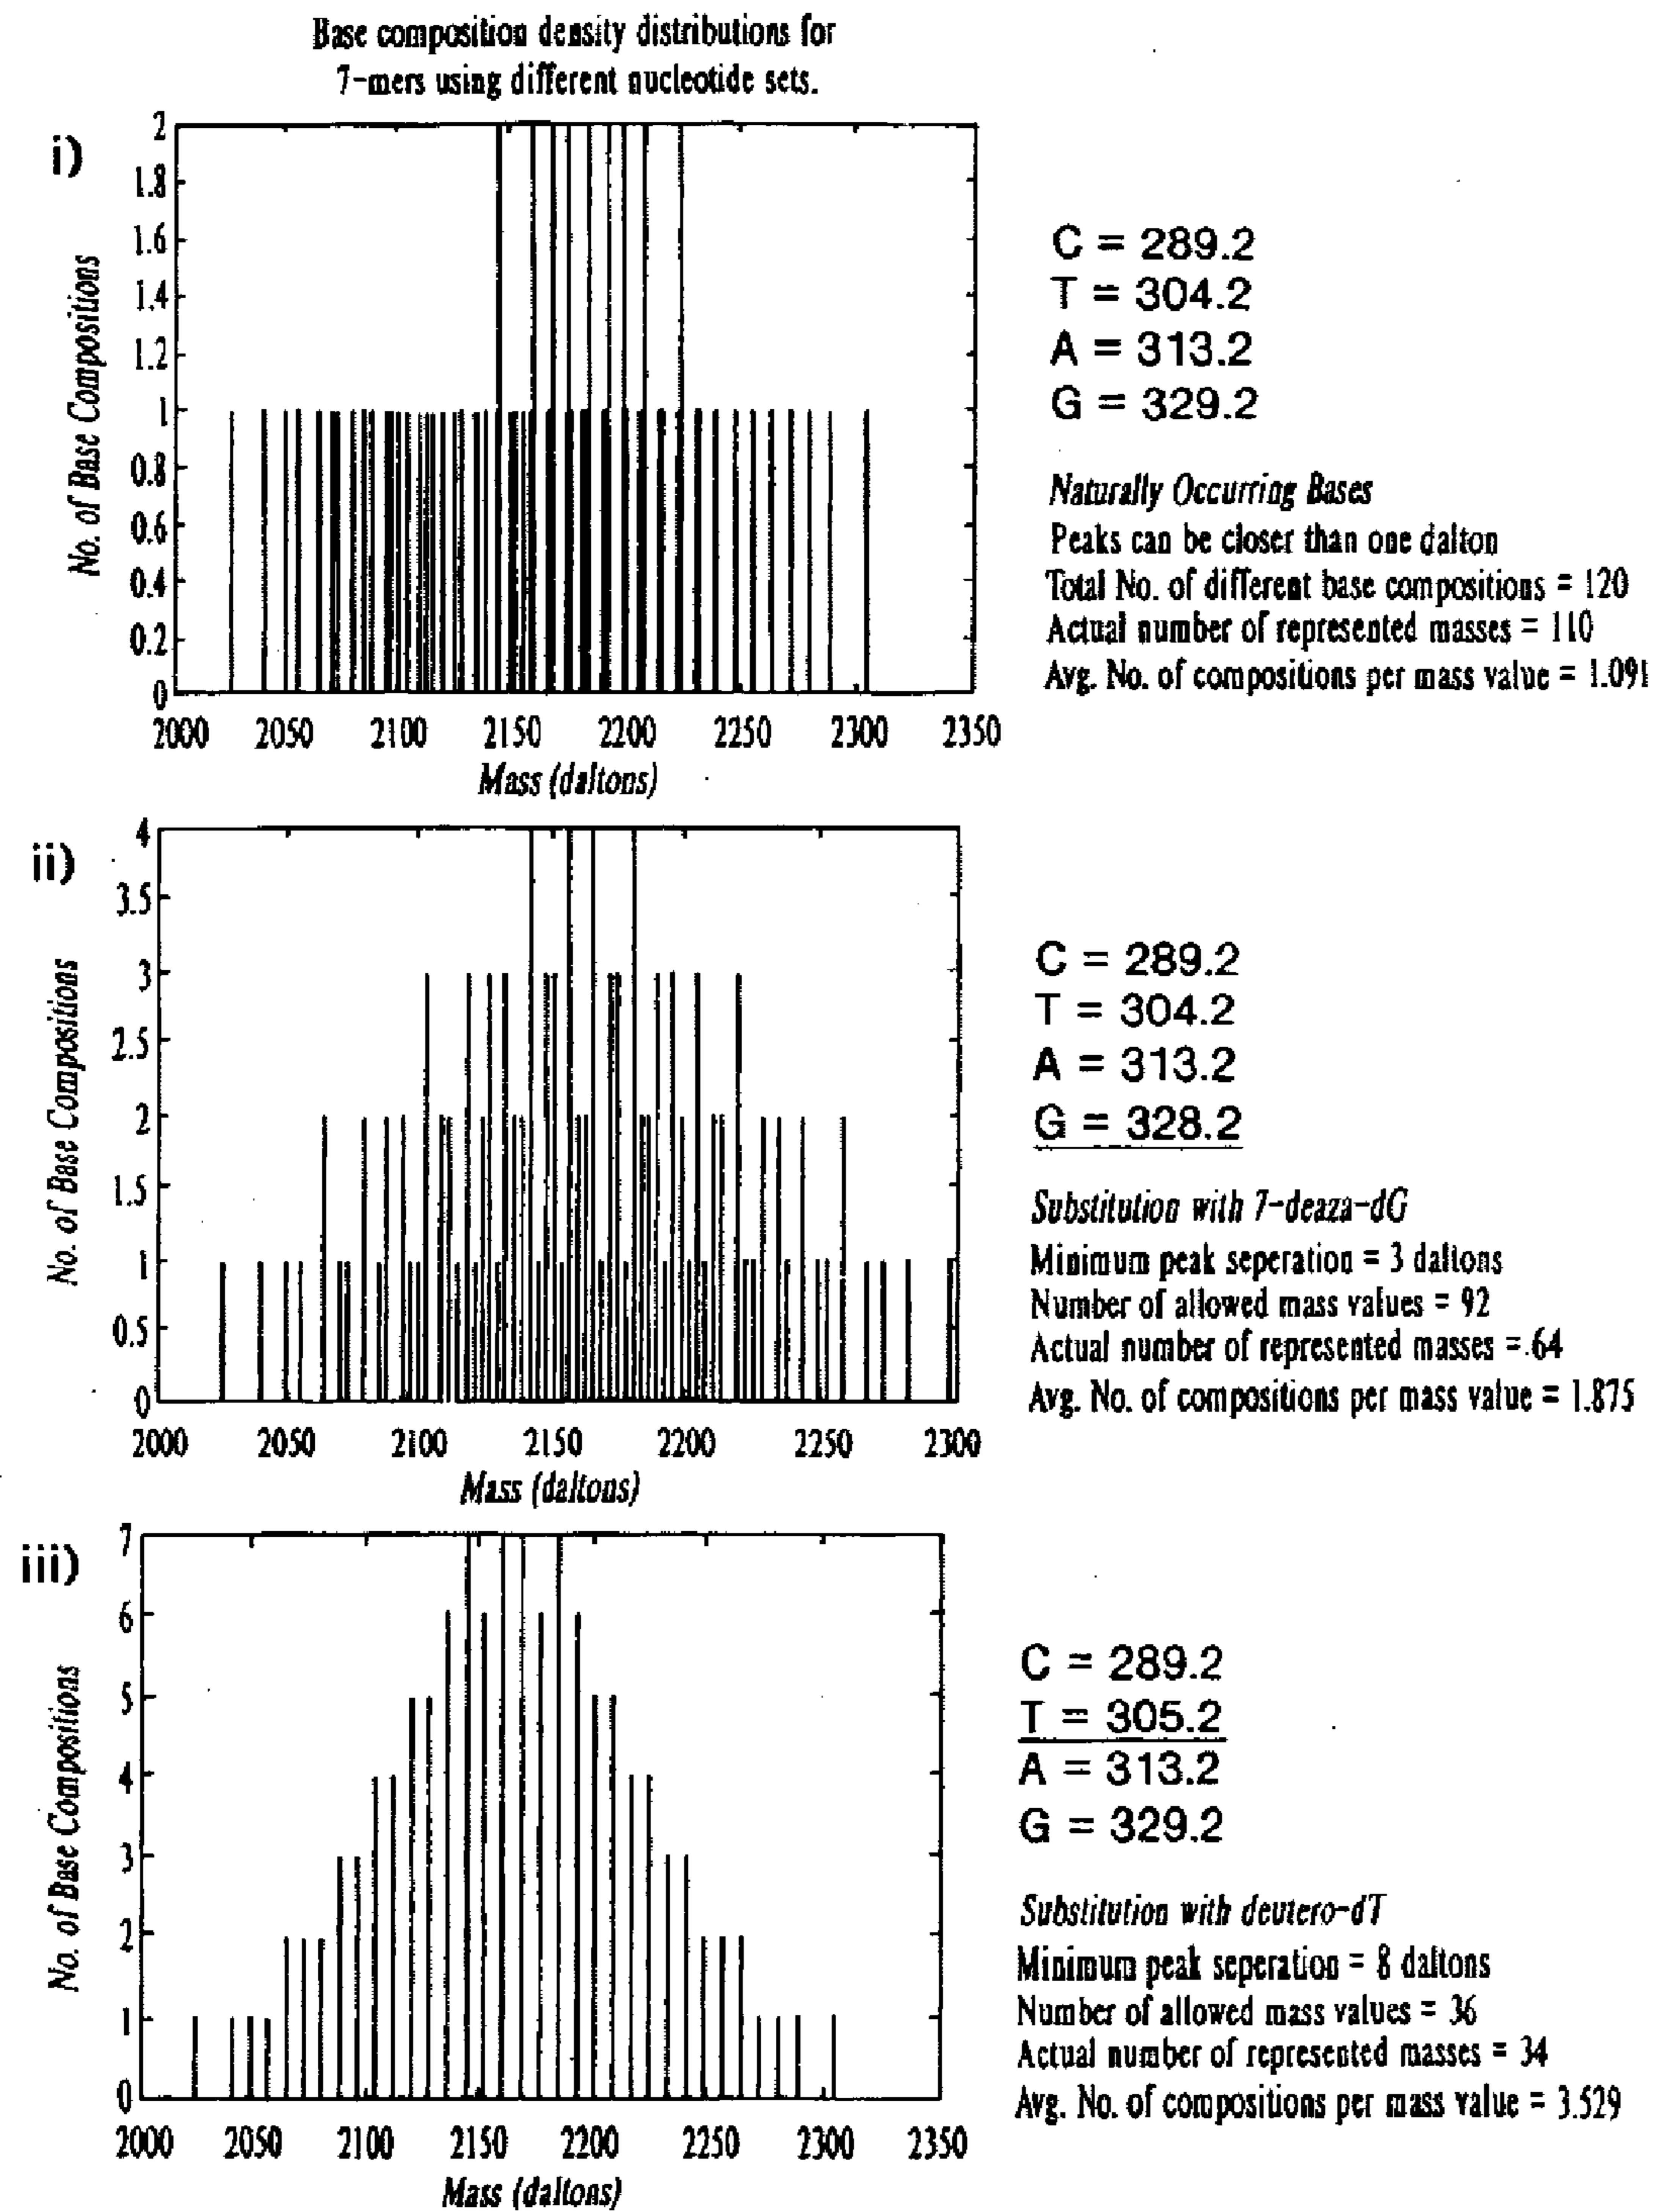 Base composition density distributions for
7-mers using different nucleotide sets.
i)
No. of Base Compositions
2
1.8
1.6
1.4
1.2
1
0.8
0.6
0.4
0.2
0
2000 2050 2100 2150 2200 2250 2300 2350
Mass (daltons)
C = 289.2
T = 304.2
A = 313.2
G = 329.2
Naturally Occurring Bases
Peaks can be closer than one dalton
Total No. of different base compositions = 120
Actual number of represented masses = 110
Avg. No. of compositions per mass value = 1.091
ii)
No. of Base Compositions
4
3.5
3
2.5
2
1.5
1
0.5
0
2000 2050 2100 2150 2200 2250 2300
Mass (daltons)
C = 289.2
T = 304.2
A = 313.2
G = 328.2
Substitution with 7-deaza-dG
Minimum peak seperation = 3 daltons
Number of allowed mass values = 92
Actual number of represented masses = 64
Avg. No. of compositions per mass value = 1.875
iii)
No. of Base Compositions
7
6
5
4
3
2
1
0
2000 2050 2100 2150 2200 2250 2300 2350
Mass (daltons)
C = 289.2
T = 305.2
A = 313.2
G = 329.2
Substitution with deutero-dT
Minimum peak seperation = 8 daltons
Number of allowed mass values = 36
Actual number of represented masses = 34
Avg. No. of compositions per mass value = 3.529